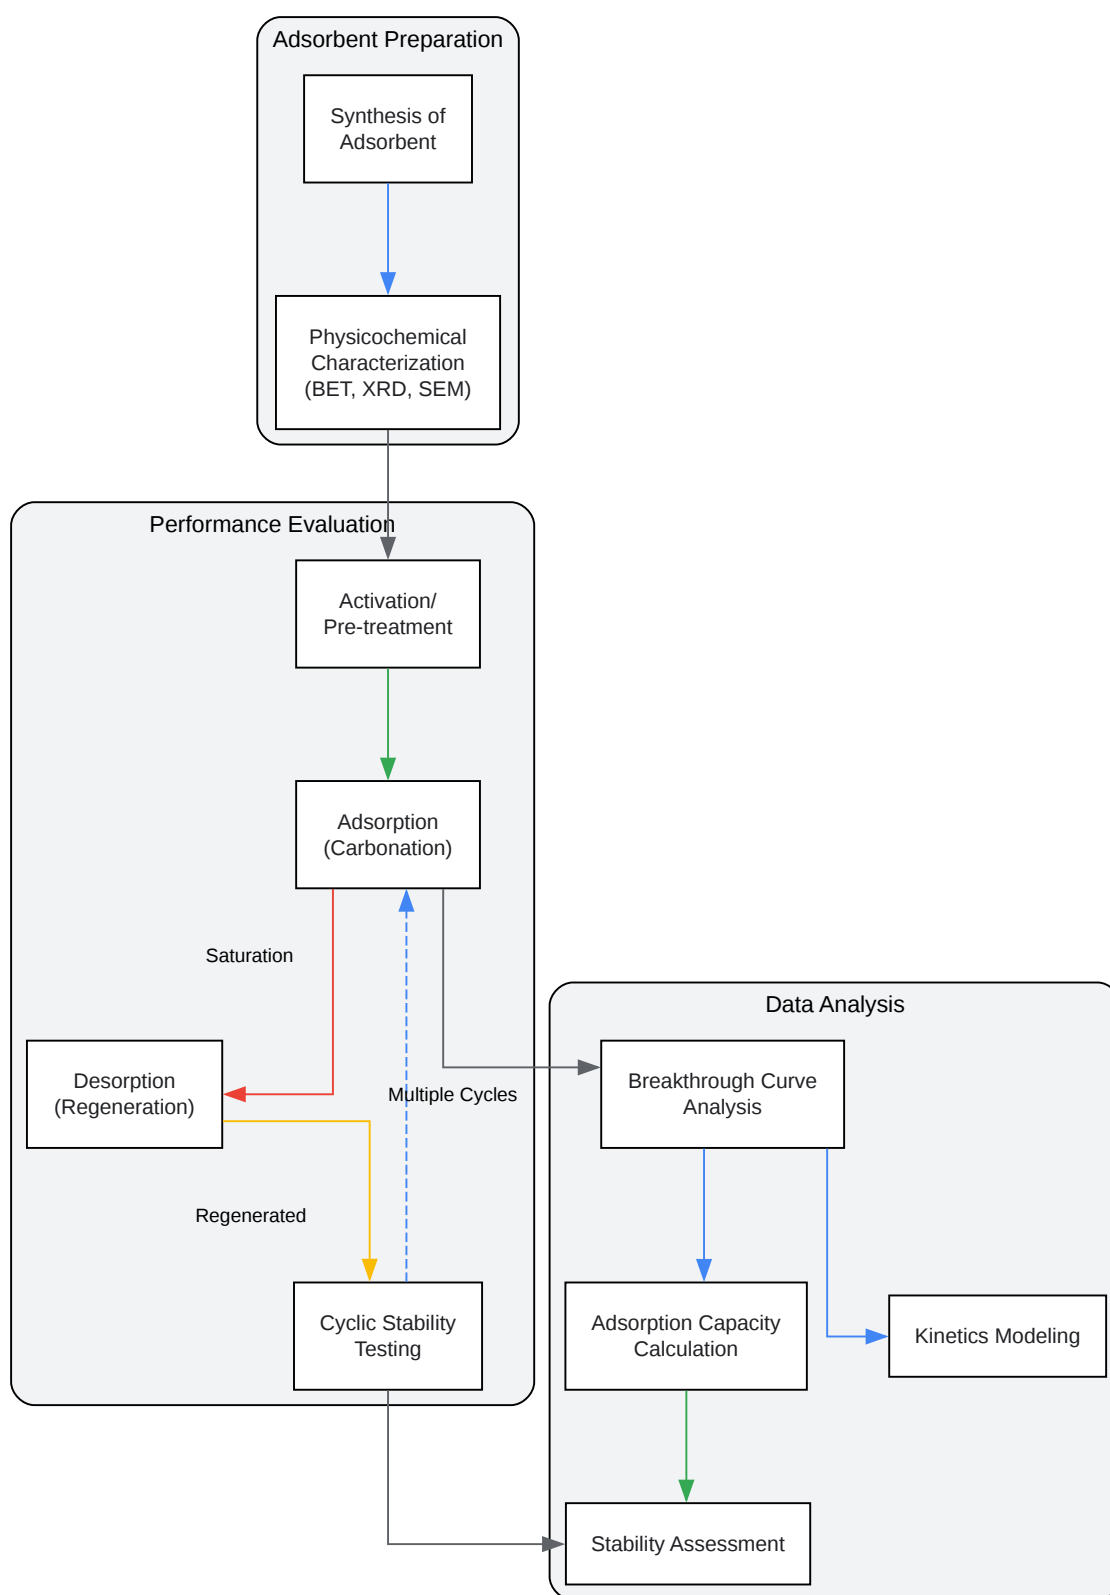 Adsorbent Preparation
Synthesis of
Adsorbent
Physicochemical
Characterization
(BET, XRD, SEM)
Performance Evaluation
Activation/
Pre-treatment
Adsorption
(Carbonation)
Saturation
Desorption
(Regeneration)
Multiple Cycles
Regenerated
Cyclic Stability
Testing
Data Analysis
Breakthrough Curve
Analysis
Adsorption Capacity
Calculation
Kinetics Modeling
Stability Assessment